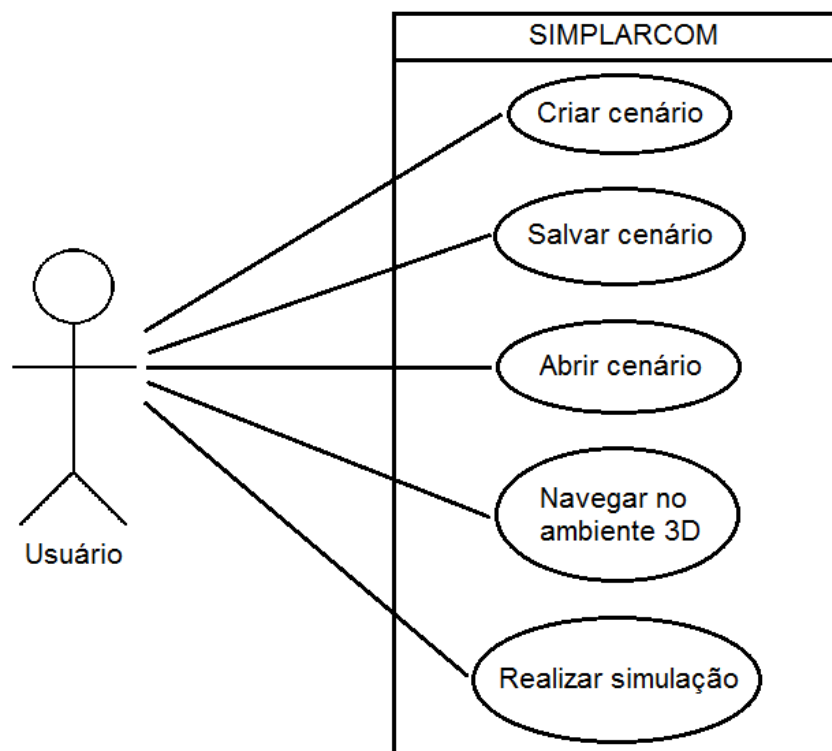 SIMPLARCOM
Criar cenário
Salvar cenário
Abrir cenário
Navegar no
ambiente 3D
Usuário
Realizar simulação